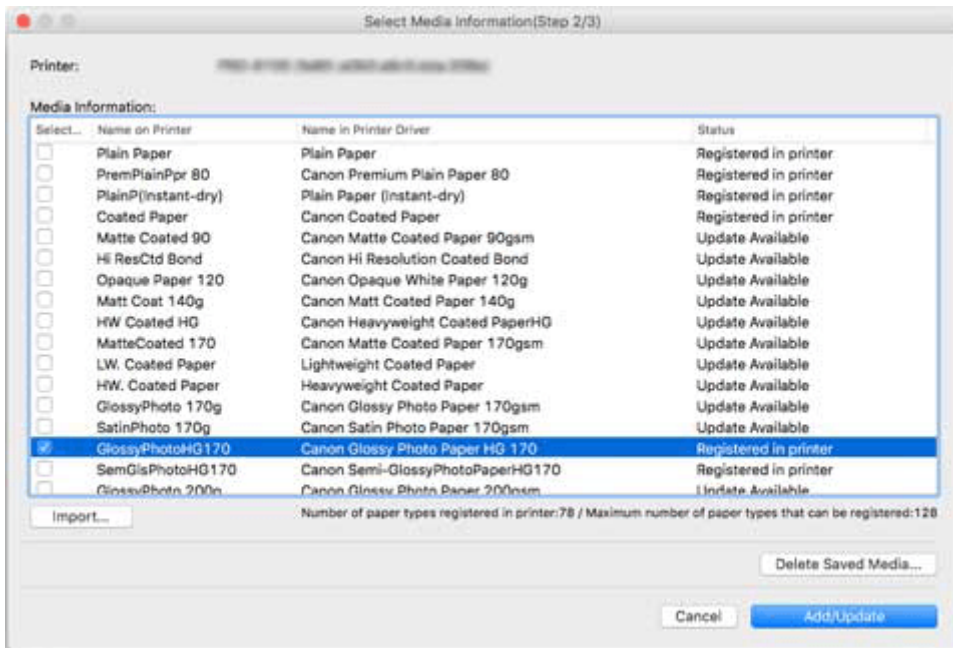 Select Media Information(Step 2/3)
Printer:
Media Information:
Select... Name on Printer Name in Printer Driver Status
Plain Paper Plain Paper Registered in printer
PremPlainPpr 80 Canon Premium Plain Paper 80 Registered in printer
PlainP(Instant-dry) Plain Paper (Instant-dry) Registered in printer
Coated Paper Canon Coated Paper Registered in printer
Matte Coated 90 Canon Matte Coated Paper 90gsm Update Available
Hi ResCtd Bond Canon Hi Resolution Coated Bond Update Available
Opaque Paper 120 Canon Opaque White Paper 120g Update Available
Matt Coat 140g Canon Matt Coated Paper 140g Update Available
HW Coated HG Canon Heavyweight Coated PaperHG Update Available
MatteCoated 170 Canon Matte Coated Paper 170gsm Update Available
LW. Coated Paper Lightweight Coated Paper Update Available
HW. Coated Paper Heavyweight Coated Paper Update Available
GlossyPhoto 170g Canon Glossy Photo Paper 170gsm Update Available
SatinPhoto 170g Canon Satin Photo Paper 170gsm Update Available
GlossyPhotoHG170 Canon Glossy Photo Paper HG 170 Registered in printer
SemGlsPhotoHG170 Canon Semi-GlossyPhotoPaperHG170 Registered in printer
GlossyPhoto 200g Canon Glossy Photo Paper 200gsm Update Available
Import... Number of paper types registered in printer:78 / Maximum number of paper types that can be registered:128
Delete Saved Media...
Cancel Add/Update